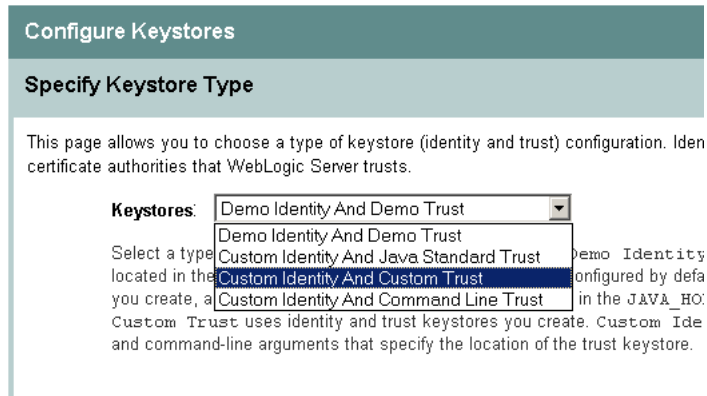 Configure Keystores
Specify Keystore Type
This page allows you to choose a type of keystore (identity and trust) configuration. Iden
certificate authorities that WebLogic Server trusts.
Keystores: Demo Identity And Demo Trust
Demo Identity And Demo Trust
Custom Identity And Java Standard Trust
Custom Identity And Custom Trust
Custom Identity And Command Line Trust
Select a type Demo Identity
located in the onfigured by defa
you create, a in the JAVA_HO
Custom Trust uses identity and trust keystores you create. Custom Ide
and command-line arguments that specify the location of the trust keystore.